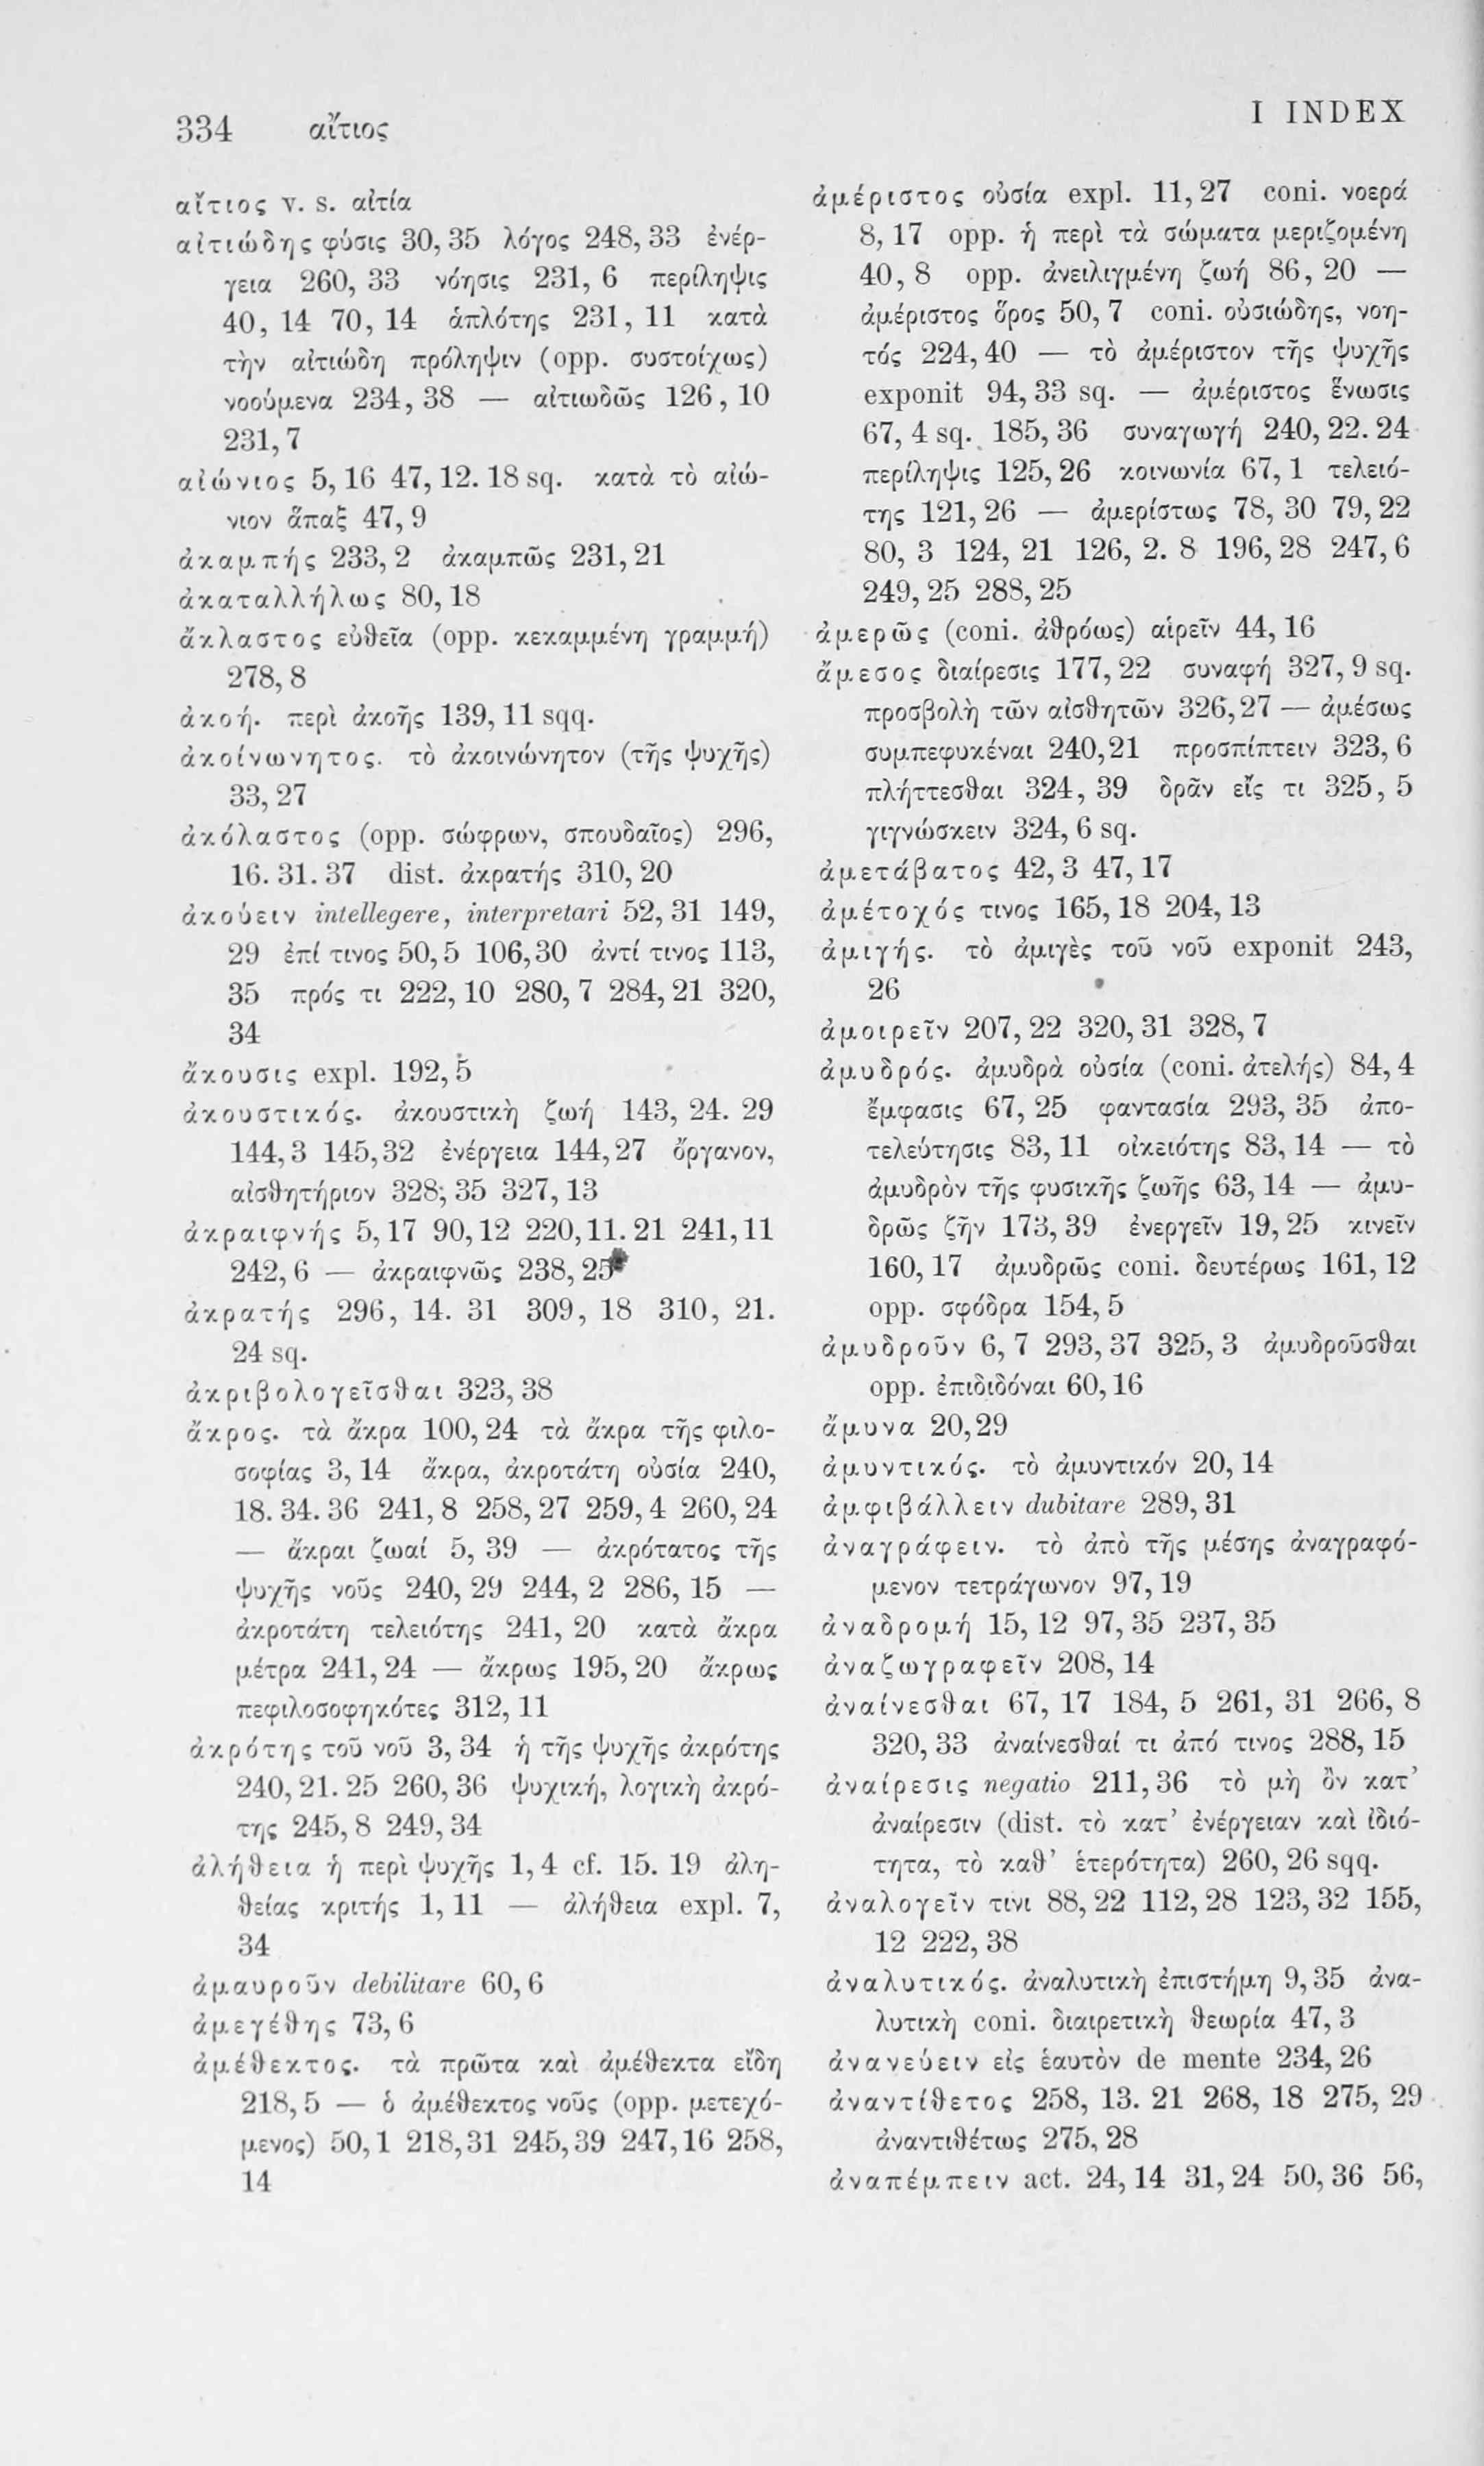 334 αἴτιος
I INDEX
αἴτιος v. s. αἰτία
αἰτιώδης φύσις 30, 35 λόγος 248, 33 ἐνέρ-
γεια 260, 33 νόησις 231, 6 περίληψις
40, 14 70, 14 ἁπλότης 231, 11 κατὰ
τὴν αἰτιώδη πρόληψιν (opp. συστοίχως)
νοούμενα 234, 38 — αἰτιωδῶς 126, 10
231, 7
αἰώνιος 5, 16 47, 12. 18 sq. κατὰ τὸ αἰώ-
νιον ἅπαξ 47, 9
ἀκαμπής 233, 2 ἀκαμπῶς 231, 21
ἀκαταλλήλως 80, 18
ἄκλαστος εὐθεῖα (opp. κεκαμμένη γραμμή)
278, 8
ἀκοή. περὶ ἀκοῆς 139, 11 sqq.
ἀκοίνωνητος. τὸ ἀκοινώνητον (τῆς ψυχῆς)
33, 27
ἀκόλαστος (opp. σώφρων, σπουδαῖος) 296,
16. 31. 37 dist. ἀκρατής 310, 20
ἀκούειν intellegere, interpretari 52, 31 149,
29 ἐπί τινος 50, 5 106, 30 ἀντί τινος 113,
35 πρός τι 222, 10 280, 7 284, 21 320,
34
ἄκουσις expl. 192, 5
ἀκουστικός. ἀκουστικὴ ζωή 143, 24. 29
144, 3 145, 32 ἐνέργεια 144, 27 ὄργανον,
αἰσθητήριον 328, 35 327, 13
ἀκραιφνής 5, 17 90, 12 220, 11. 21 241, 11
242, 6 — ἀκραιφνῶς 238, 25
ἀκρατής 296, 14. 31 309, 18 310, 21.
24 sq.
ἀκριβολογεῖσθαι 323, 38
ἄκρος. τὰ ἄκρα 100, 24 τὰ ἄκρα τῆς φιλο-
σοφίας 3, 14 ἄκρα, ἀκροτάτη οὐσία 240,
18. 34. 36 241, 8 258, 27 259, 4 260, 24
— ἄκραι ζωαί 5, 39 — ἀκρότατος τῆς
ψυχῆς νοῦς 240, 29 244, 2 286, 15 —
ἀκροτάτη τελειότης 241, 20 κατὰ ἄκρα
μέτρα 241, 24 — ἄκρως 195, 20 ἄκρως
πεφιλοσοφηκότες 312, 11
ἀκρότης τοῦ νοῦ 3, 34 ἡ τῆς ψυχῆς ἀκρότης
240, 21. 25 260, 36 ψυχική, λογικὴ ἀκρό-
της 245, 8 249, 34
ἀλήθεια ἡ περὶ ψυχῆς 1, 4 cf. 15. 19 ἀλη-
θείας κριτής 1, 11 — ἀλήθεια expl. 7,
34
ἀμαυροῦν debilitare 60, 6
ἀμεγέθης 73, 6
ἀμέθεκτος. τὰ πρῶτα καὶ ἀμέθεκτα εἴδη
218, 5 — ὁ ἀμέθεκτος νοῦς (opp. μετεχό-
μενος) 50, 1 218, 31 245, 39 247, 16 258,
14
ἀμέριστος οὐσία expl. 11, 27 coni. νοερά
8, 17 opp. ἡ περὶ τὰ σώματα μεριζομένη
40, 8 opp. ἀνειλιγμένη ζωή 86, 20 —
ἀμέριστος ὅρος 50, 7 coni. οὐσιώδης, νοη-
τός 224, 40 — τὸ ἀμέριστον τῆς ψυχῆς
exponit 94, 33 sq. — ἀμέριστος ἕνωσις
67, 4 sq. 185, 36 συναγωγή 240, 22. 24
περίληψις 125, 26 κοινωνία 67, 1 τελειό-
της 121, 26 — ἀμερίστως 78, 30 79, 22
80, 3 124, 21 126, 2. 8 196, 28 247, 6
249, 25 288, 25
ἀμερῶς (coni. ἀθρόως) αἱρεῖν 44, 16
ἄμεσος διαίρεσις 177, 22 συναφή 327, 9 sq.
προσβολὴ τῶν αἰσθητῶν 326, 27 — ἀμέσως
συμπεφυκέναι 240, 21 προσπίπτειν 323, 6
πλήττεσθαι 324, 39 δρᾶν εἴς τι 325, 5
γιγνώσκειν 324, 6 sq.
ἀμετάβατος 42, 3 47, 17
ἀμέτοχός τινος 165, 18 204, 13
ἀμιγής. τὸ ἀμιγὲς τοῦ νοῦ exponit 243,
26
ἀμοιρεῖν 207, 22 320, 31 328, 7
ἀμυδρός. ἀμυδρὰ οὐσία (coni. ἀτελής) 84, 4
ἔμφασις 67, 25 φαντασία 293, 35 ἀπο-
τελεύτησις 83, 11 οἰκειότης 83, 14 — τὸ
ἀμυδρὸν τῆς φυσικῆς ζωῆς 63, 14 — ἀμυ-
δρῶς ζῆν 173, 39 ἐνεργεῖν 19, 25 κινεῖν
160, 17 ἀμυδρῶς coni. δευτέρως 161, 12
opp. σφόδρα 154, 5
ἀμυδροῦν 6, 7 293, 37 325, 3 ἀμυδροῦσθαι
opp. ἐπιδιδόναι 60, 16
ἄμυνα 20, 29
ἀμυντικός. τὸ ἀμυντικόν 20, 14
ἀμφιβάλλειν dubitare 289, 31
ἀναγράφειν. τὸ ἀπὸ τῆς μέσης ἀναγραφό-
μενον τετράγωνον 97, 19
ἀναδρομή 15, 12 97, 35 237, 35
ἀναζωγραφεῖν 208, 14
ἀναίνεσθαι 67, 17 184, 5 261, 31 266, 8
320, 33 ἀναίνεσθαί τι ἀπό τινος 288, 15
ἀναίρεσις negatio 211, 36 τὸ μὴ ὂν κατ’
ἀναίρεσιν (dist. τὸ κατ’ ἐνέργειαν καὶ ἰδιό-
τητα, τὸ καθ’ ἑτερότητα) 260, 26 sqq.
ἀναλογεῖν τινι 88, 22 112, 28 123, 32 155,
12 222, 38
ἀναλυτικός. ἀναλυτικὴ ἐπιστήμη 9, 35 ἀνα-
λυτικὴ coni. διαιρετικὴ θεωρία 47, 3
ἀνανεύειν εἰς ἑαυτὸν de mente 234, 26
ἀναντίθετος 258, 13. 21 268, 18 275, 29
ἀναντιθέτως 275, 28
ἀναπέμπειν act. 24, 14 31, 24 50, 36 56,